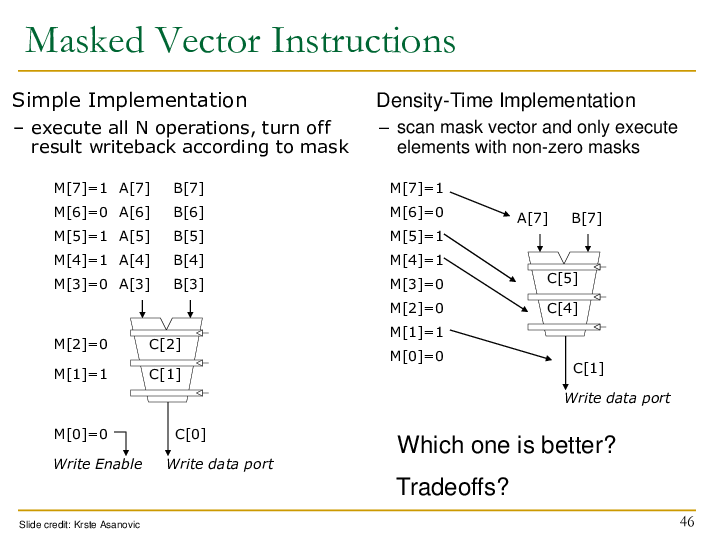 Masked Vector Instructions
Simple Implementation
– execute all N operations, turn off
result writeback according to mask
M[7]=1 A[7] B[7]
M[6]=0 A[6] B[6]
M[5]=1 A[5] B[5]
M[4]=1 A[4] B[4]
M[3]=0 A[3] B[3]
M[2]=0 C[2]
M[1]=1 C[1]
M[0]=0 C[0]
Write Enable Write data port
Density-Time Implementation
– scan mask vector and only execute
elements with non-zero masks
M[7]=1
M[6]=0 A[7] B[7]
M[5]=1
M[4]=1 C[5]
M[3]=0
M[2]=0 C[4]
M[1]=1
M[0]=0
C[1]
Write data port
Which one is better?
Tradeoffs?
Slide credit: Krste Asanovic
46